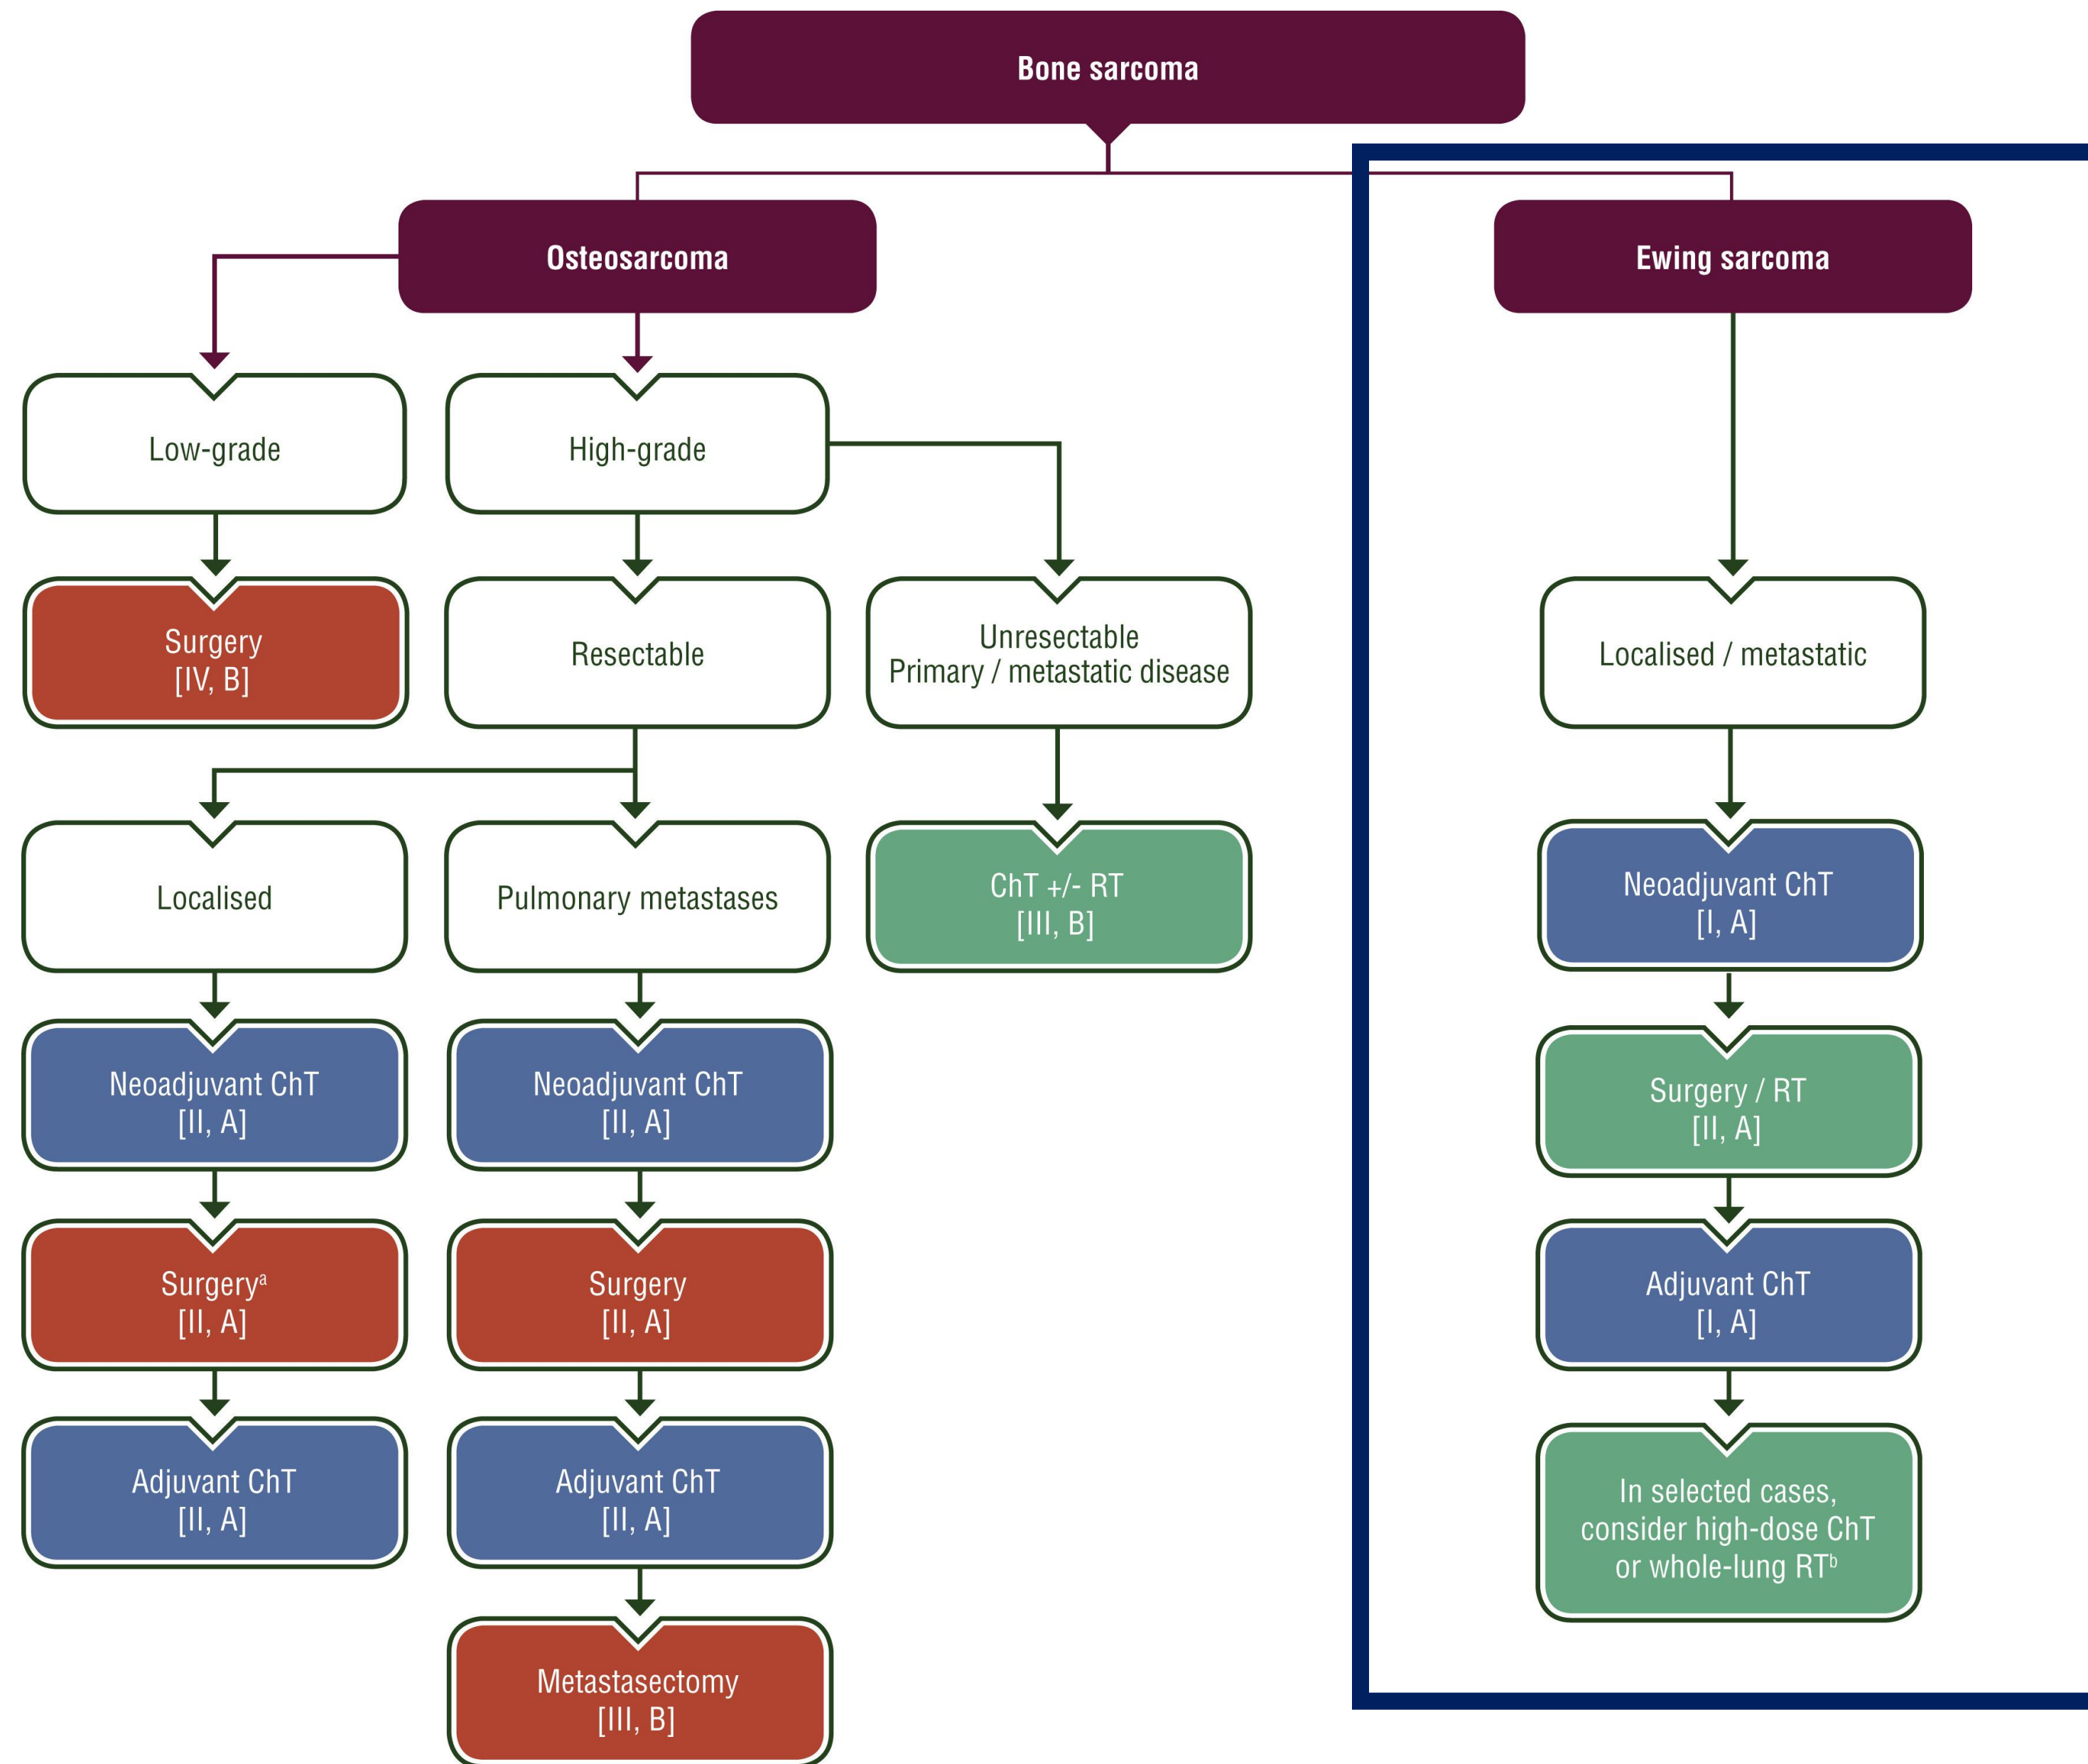 Bone sarcoma
Osteosarcoma
Ewing sarcoma
Low-grade
High-grade
Surgery
[IV, B]
Resectable
Unresectable
Primary / metastatic disease
Localised / metastatic
Localised
Pulmonary metastases
ChT +/- RT
[III, B]
Neoadjuvant ChT
[I, A]
Neoadjuvant ChT
[II, A]
Neoadjuvant ChT
[II, A]
Surgery / RT
[II, A]
Surgeryᵃ
[II, A]
Surgery
[II, A]
Adjuvant ChT
[I, A]
Adjuvant ChT
[II, A]
Adjuvant ChT
[II, A]
In selected cases,
consider high-dose ChT
or whole-lung RTᵇ
Metastasectomy
[III, B]